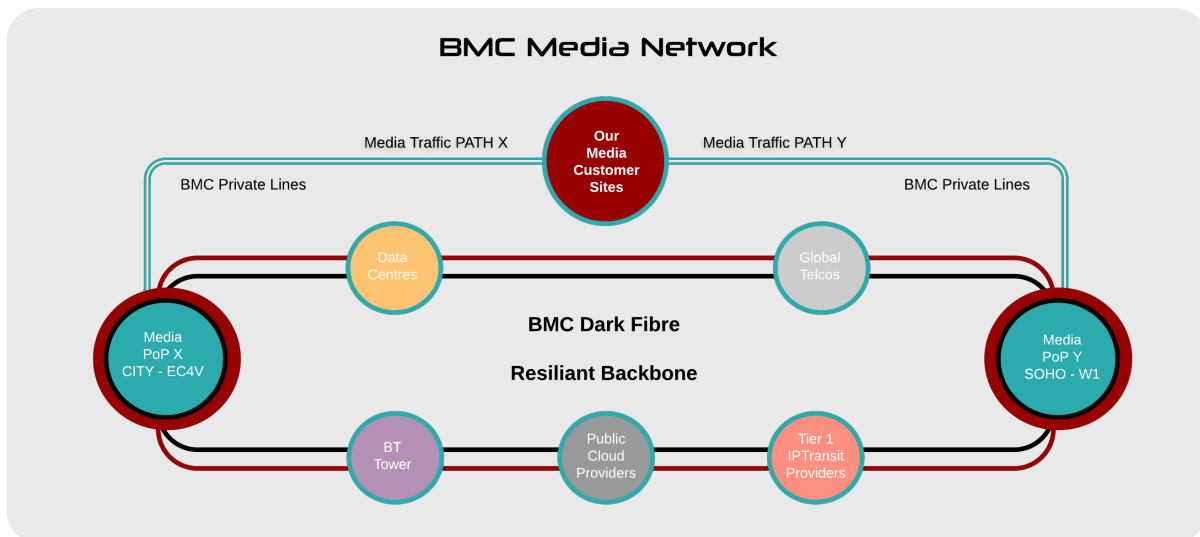 BMC Media Network
Media Traffic PATH X
Our
Media
Customer
Sites
Media Traffic PATH Y
BMC Private Lines
BMC Private Lines
Data
Centres
Global
Telcos
BMC Dark Fibre
Resiliant Backbone
Media
PoP X
CITY - EC4V
Media
PoP Y
SOHO - W1
BT
Tower
Public
Cloud
Providers
Tier 1
IPTransit
Providers